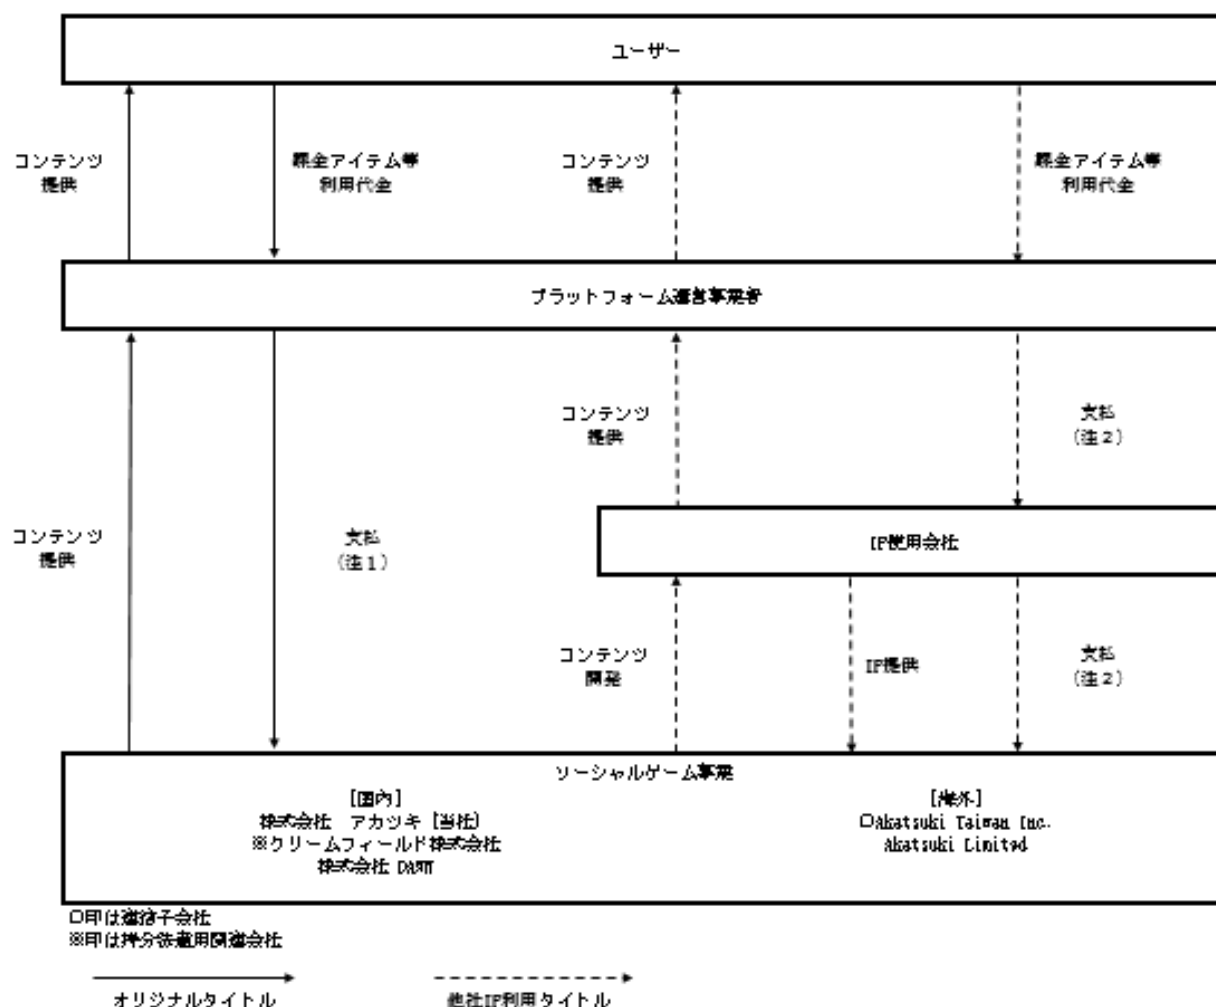 ユーザー
コンテンツ
提供
課金アイテム等
利用代金
コンテンツ
提供
課金アイテム等
利用代金
プラットフォーム運営事業者
コンテンツ
提供
支払
(注2)
コンテンツ
提供
支払
(注1)
IP使用会社
コンテンツ
開発
IP提供
支払
(注2)
ソーシャルゲーム事業
[国内]
株式会社 アカツキ [当社]
※クリームフィールド株式会社
株式会社
[海外]
○Akatsuki Taiwan Inc.
Akatsuki Limited
○印は連結子会社
※印は持分法適用関連会社
オリジナルタイトル
他社IP利用タイトル